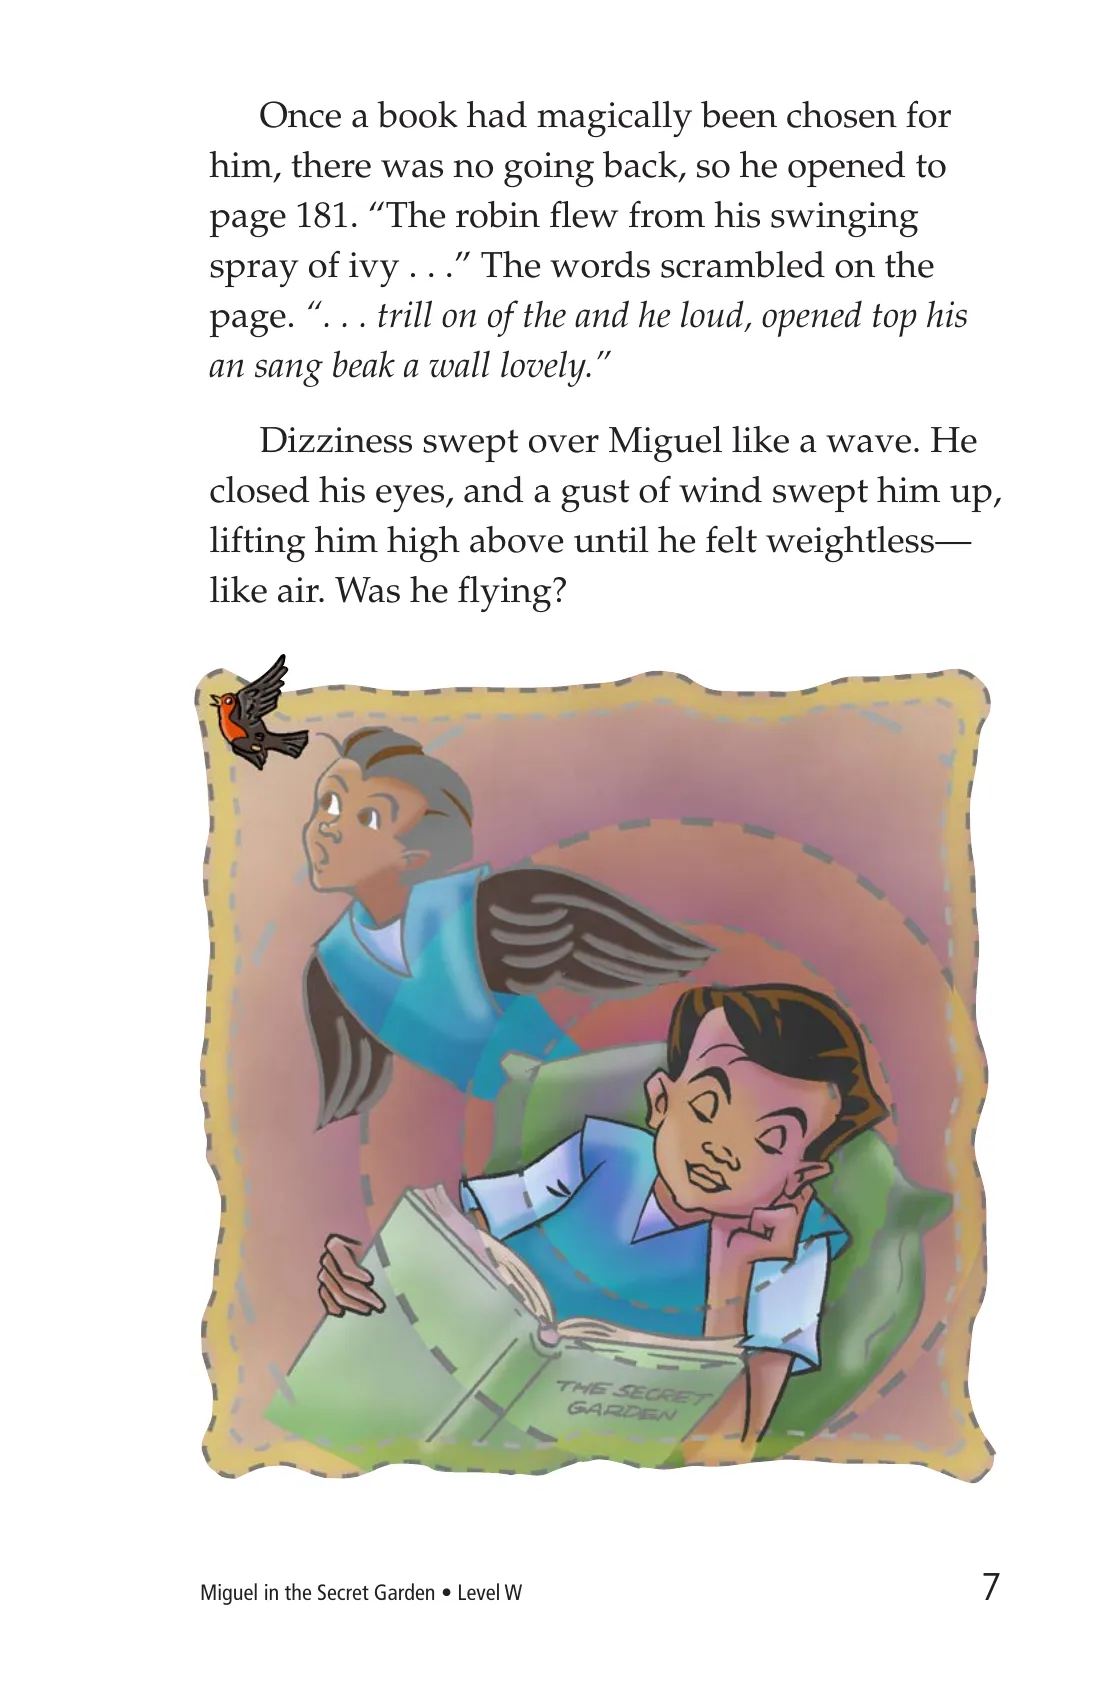 Once a book had magically been chosen for
him, there was no going back, so he opened to
page 181. “The robin flew from his swinging
spray of ivy . . .” The words scrambled on the
page. “. . . trill on of the and he loud, opened top his
an sang beak a wall lovely.”
Dizziness swept over Miguel like a wave. He
closed his eyes, and a gust of wind swept him up,
lifting him high above until he felt weightless—
like air. Was he flying?
THE SECRET
GARDEN
Miguel in the Secret Garden • Level W
7